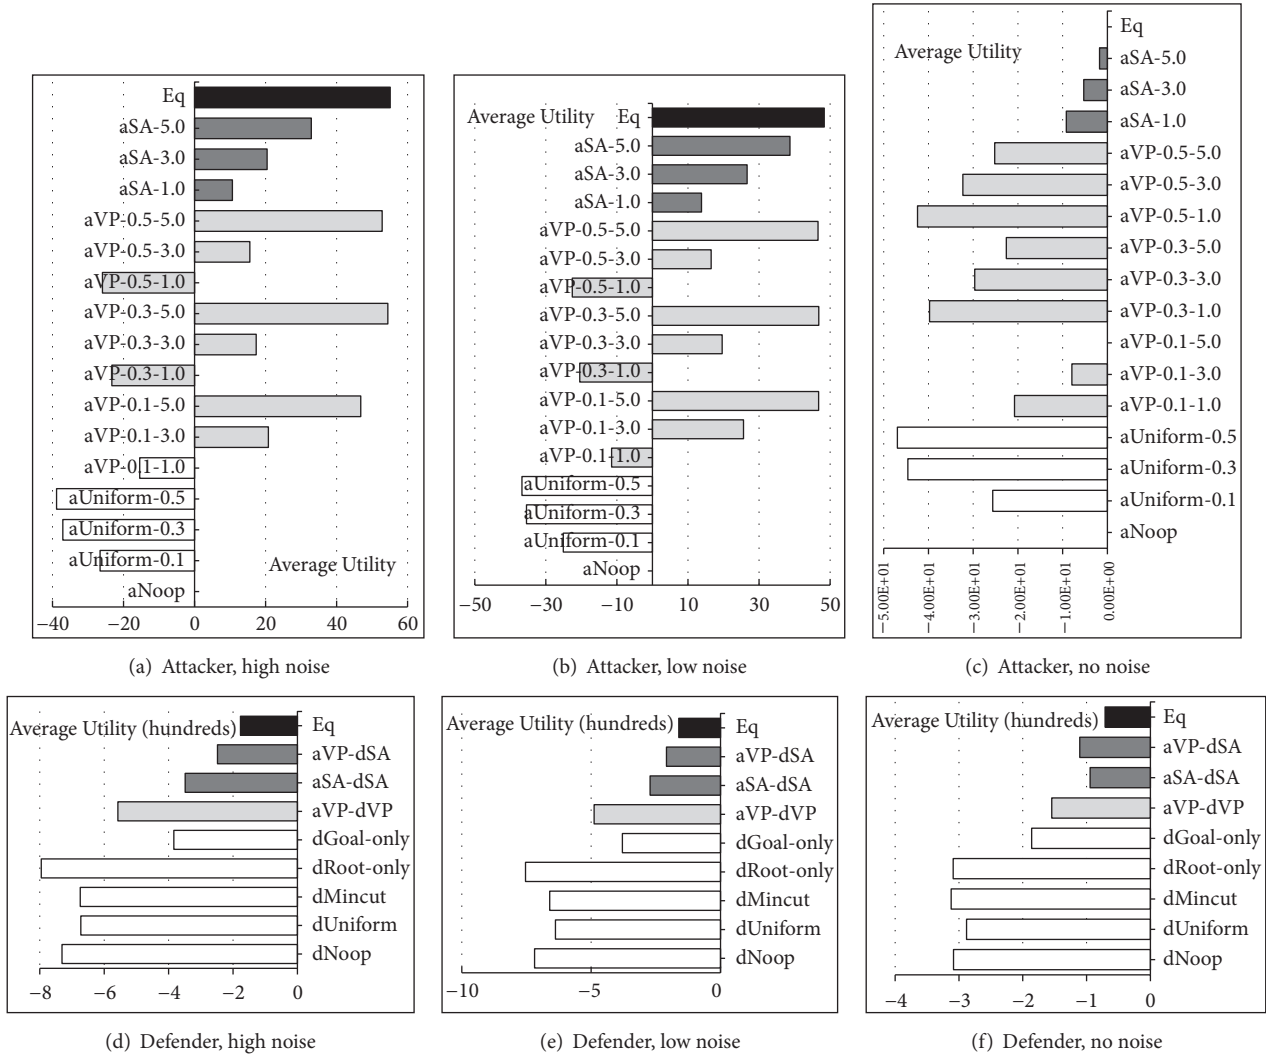 Eq
aSA-5.0
aSA-3.0
aSA-1.0
aVP-0.5-5.0
aVP-0.5-3.0
aVP-0.5-1.0
aVP-0.3-5.0
aVP-0.3-3.0
aVP-0.3-1.0
aVP-0.1-5.0
aVP-0.1-3.0
aVP-0.1-1.0
aUniform-0.5
aUniform-0.3
aUniform-0.1
Average Utility
aNoop
−40 −20 0 20 40 60
(a) Attacker, high noise
Average Utility Eq
aSA-5.0
aSA-3.0
aSA-1.0
aVP-0.5-5.0
aVP-0.5-3.0
aVP-0.5-1.0
aVP-0.3-5.0
aVP-0.3-3.0
aVP-0.3-1.0
aVP-0.1-5.0
aVP-0.1-3.0
aVP-0.1-1.0
aUniform-0.5
aUniform-0.3
aUniform-0.1
aNoop
−50 −30 −10 10 30 50
(b) Attacker, low noise
Eq
Average Utility
aSA-5.0
aSA-3.0
aSA-1.0
aVP-0.5-5.0
aVP-0.5-3.0
aVP-0.5-1.0
aVP-0.3-5.0
aVP-0.3-3.0
aVP-0.3-1.0
aVP-0.1-5.0
aVP-0.1-3.0
aVP-0.1-1.0
aUniform-0.5
aUniform-0.3
aUniform-0.1
aNoop
−5.00E+01
−4.00E+01
−3.00E+01
−2.00E+01
−1.00E+01
0.00E+00
(c) Attacker, no noise
Average Utility (hundreds) Eq
aVP-dSA
aSA-dSA
aVP-dVP
dGoal-only
dRoot-only
dMincut
dUniform
dNoop
−8 −6 −4 −2 0
(d) Defender, high noise
Average Utility (hundreds) Eq
aVP-dSA
aSA-dSA
aVP-dVP
dGoal-only
dRoot-only
dMincut
dUniform
dNoop
−10 −5 0
(e) Defender, low noise
Average Utility (hundreds) Eq
aVP-dSA
aSA-dSA
aVP-dVP
dGoal-only
dRoot-only
dMincut
dUniform
dNoop
−4 −3 −2 −1 0
(f) Defender, no noise